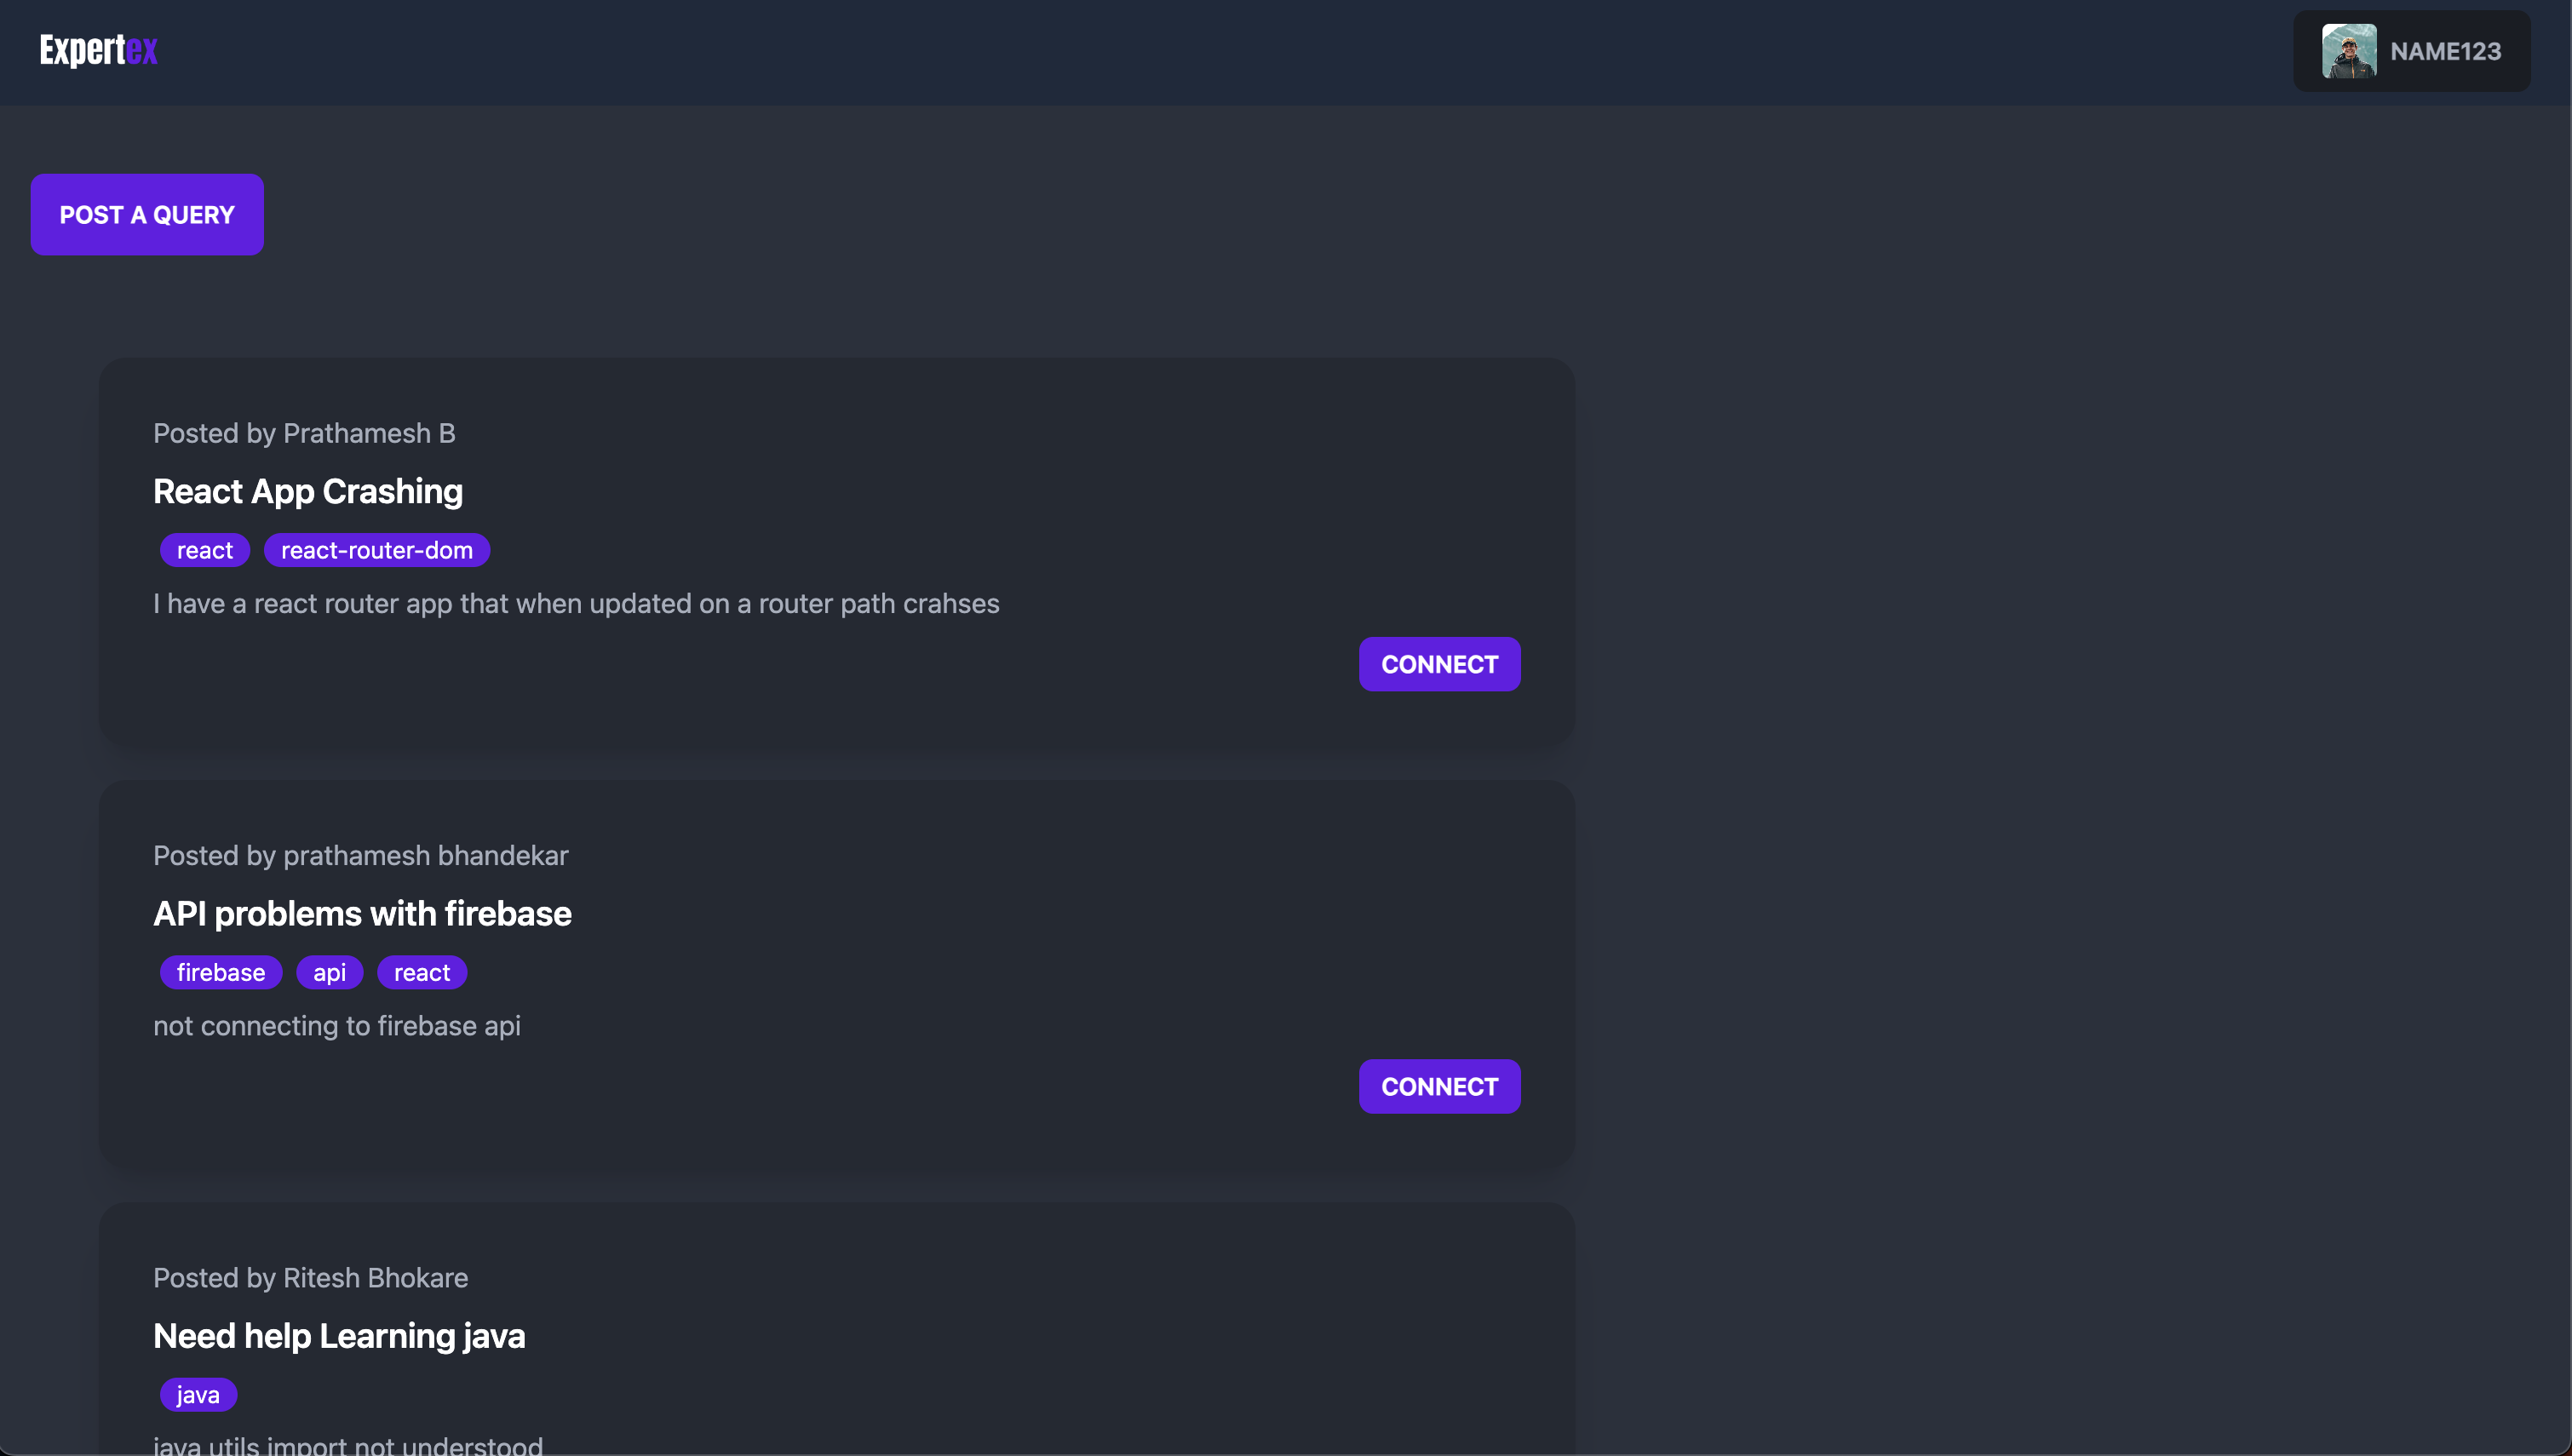 Expertex
NAME123
POST A QUERY
Posted by Prathamesh B
React App Crashing
react react-router-dom
I have a react router app that when updated on a router path crahses
CONNECT
Posted by prathamesh bhandekar
API problems with firebase
firebase api react
not connecting to firebase api
CONNECT
Posted by Ritesh Bhokare
Need help Learning java
java
java utils import not understood